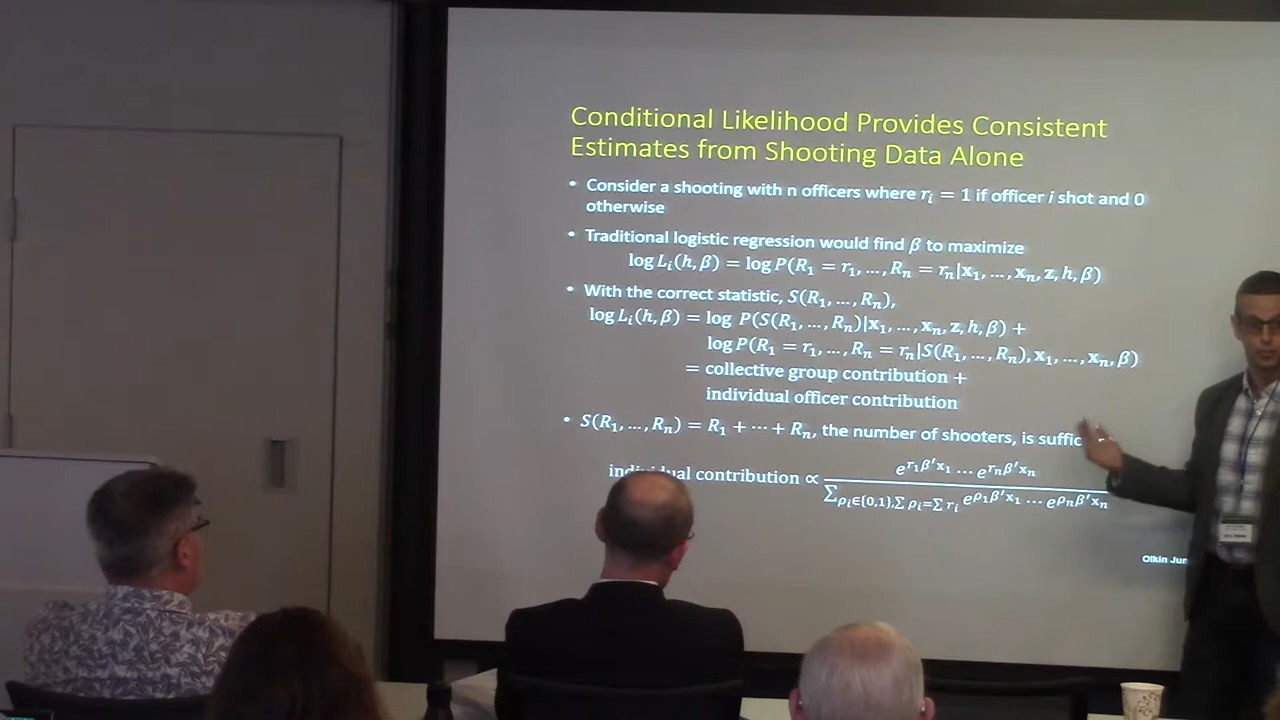 Conditional Likelihood Provides Consistent
Estimates from Shooting Data Alone
• Consider a shooting with n officers where rᵢ = 1 if officer i shot and 0
otherwise
• Traditional logistic regression would find β to maximize
log Lᵢ(h, β) = log P(R₁ = r₁, … , Rₙ = rₙ|x₁, … , xₙ, z, h, β)
• With the correct statistic, S(R₁, … , Rₙ),
log Lᵢ(h, β) = log P(S(R₁, … , Rₙ)|x₁, … , xₙ, z, h, β) +
log P(R₁ = r₁, … , Rₙ = rₙ|S(R₁, … , Rₙ), x₁, … , xₙ, β)
= collective group contribution +
individual officer contribution
• S(R₁, … , Rₙ) = R₁ + ⋯ + Rₙ, the number of shooters, is suffic
individual contribution ∝ e^{r₁β′x₁} … e^{rₙβ′xₙ} / ∑_{ρᵢ∈{0,1},∑ρᵢ=∑rᵢ} e^{ρ₁β′x₁} … e^{ρₙβ′xₙ}
Olkin Jun